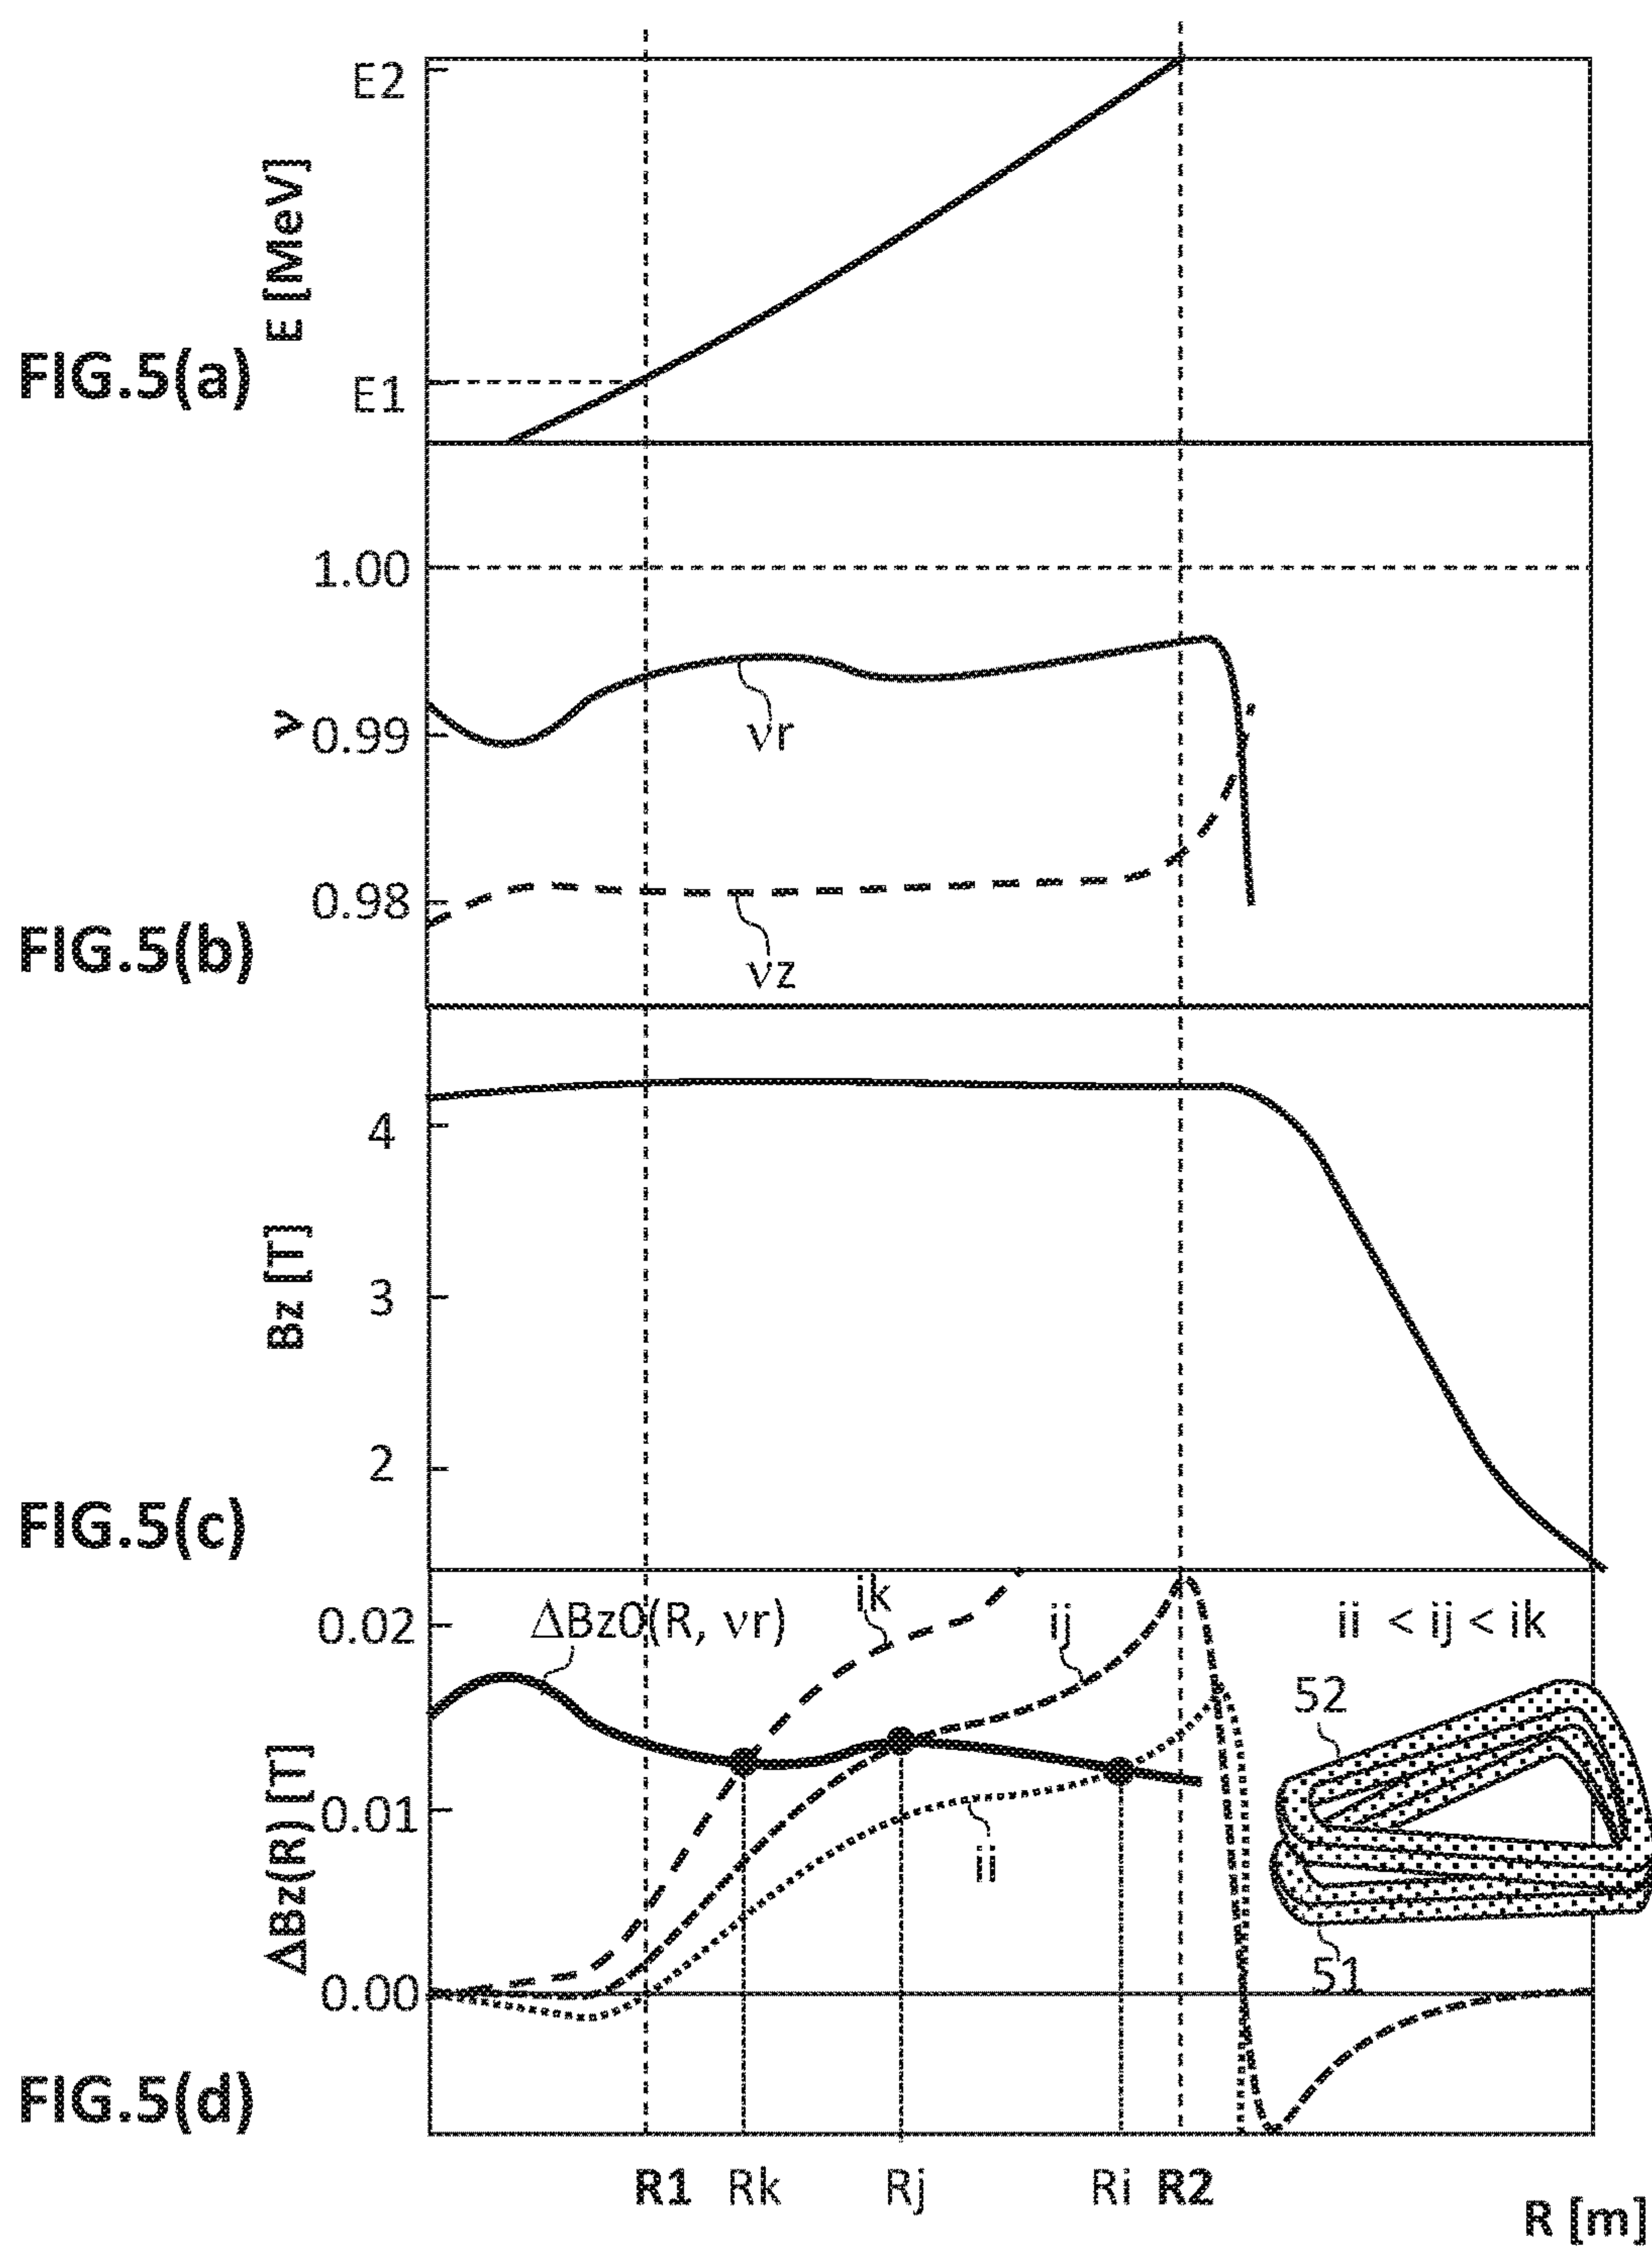 E2
E [MeV]
FIG.5(a)
E1
1.00
ν
0.99
νr
0.98
FIG.5(b)
νz
4
Bz [T]
3
2
FIG.5(c)
0.02
ΔBz0(R, νr)
ik
ij
ii < ij < ik
52
ΔBz(R) [T]
0.01
ii
51
0.00
FIG.5(d)
R1 Rk Rj Ri R2
R [m]